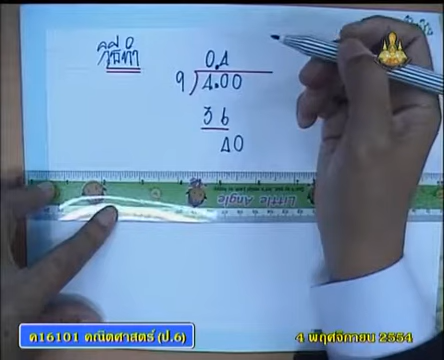 วิธีทำ
0.4
9 4.00
36
40
Little Angle
ค16101 คณิตศาสตร์ (ป.6)
4 พฤศจิกายน 2554